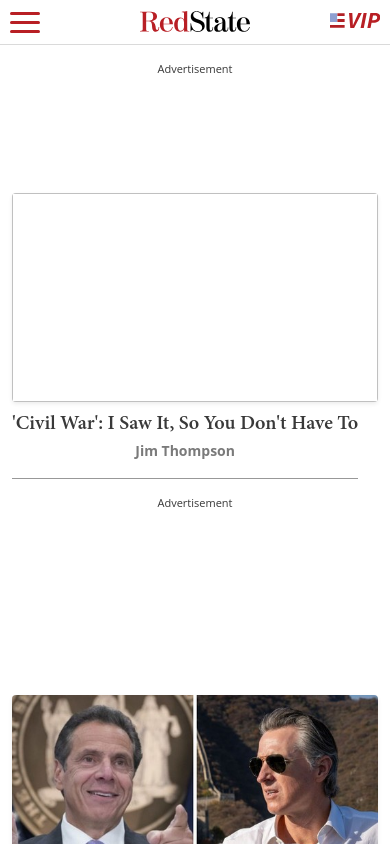 RedState
VIP
Advertisement
'Civil War': I Saw It, So You Don't Have To
Jim Thompson
Advertisement